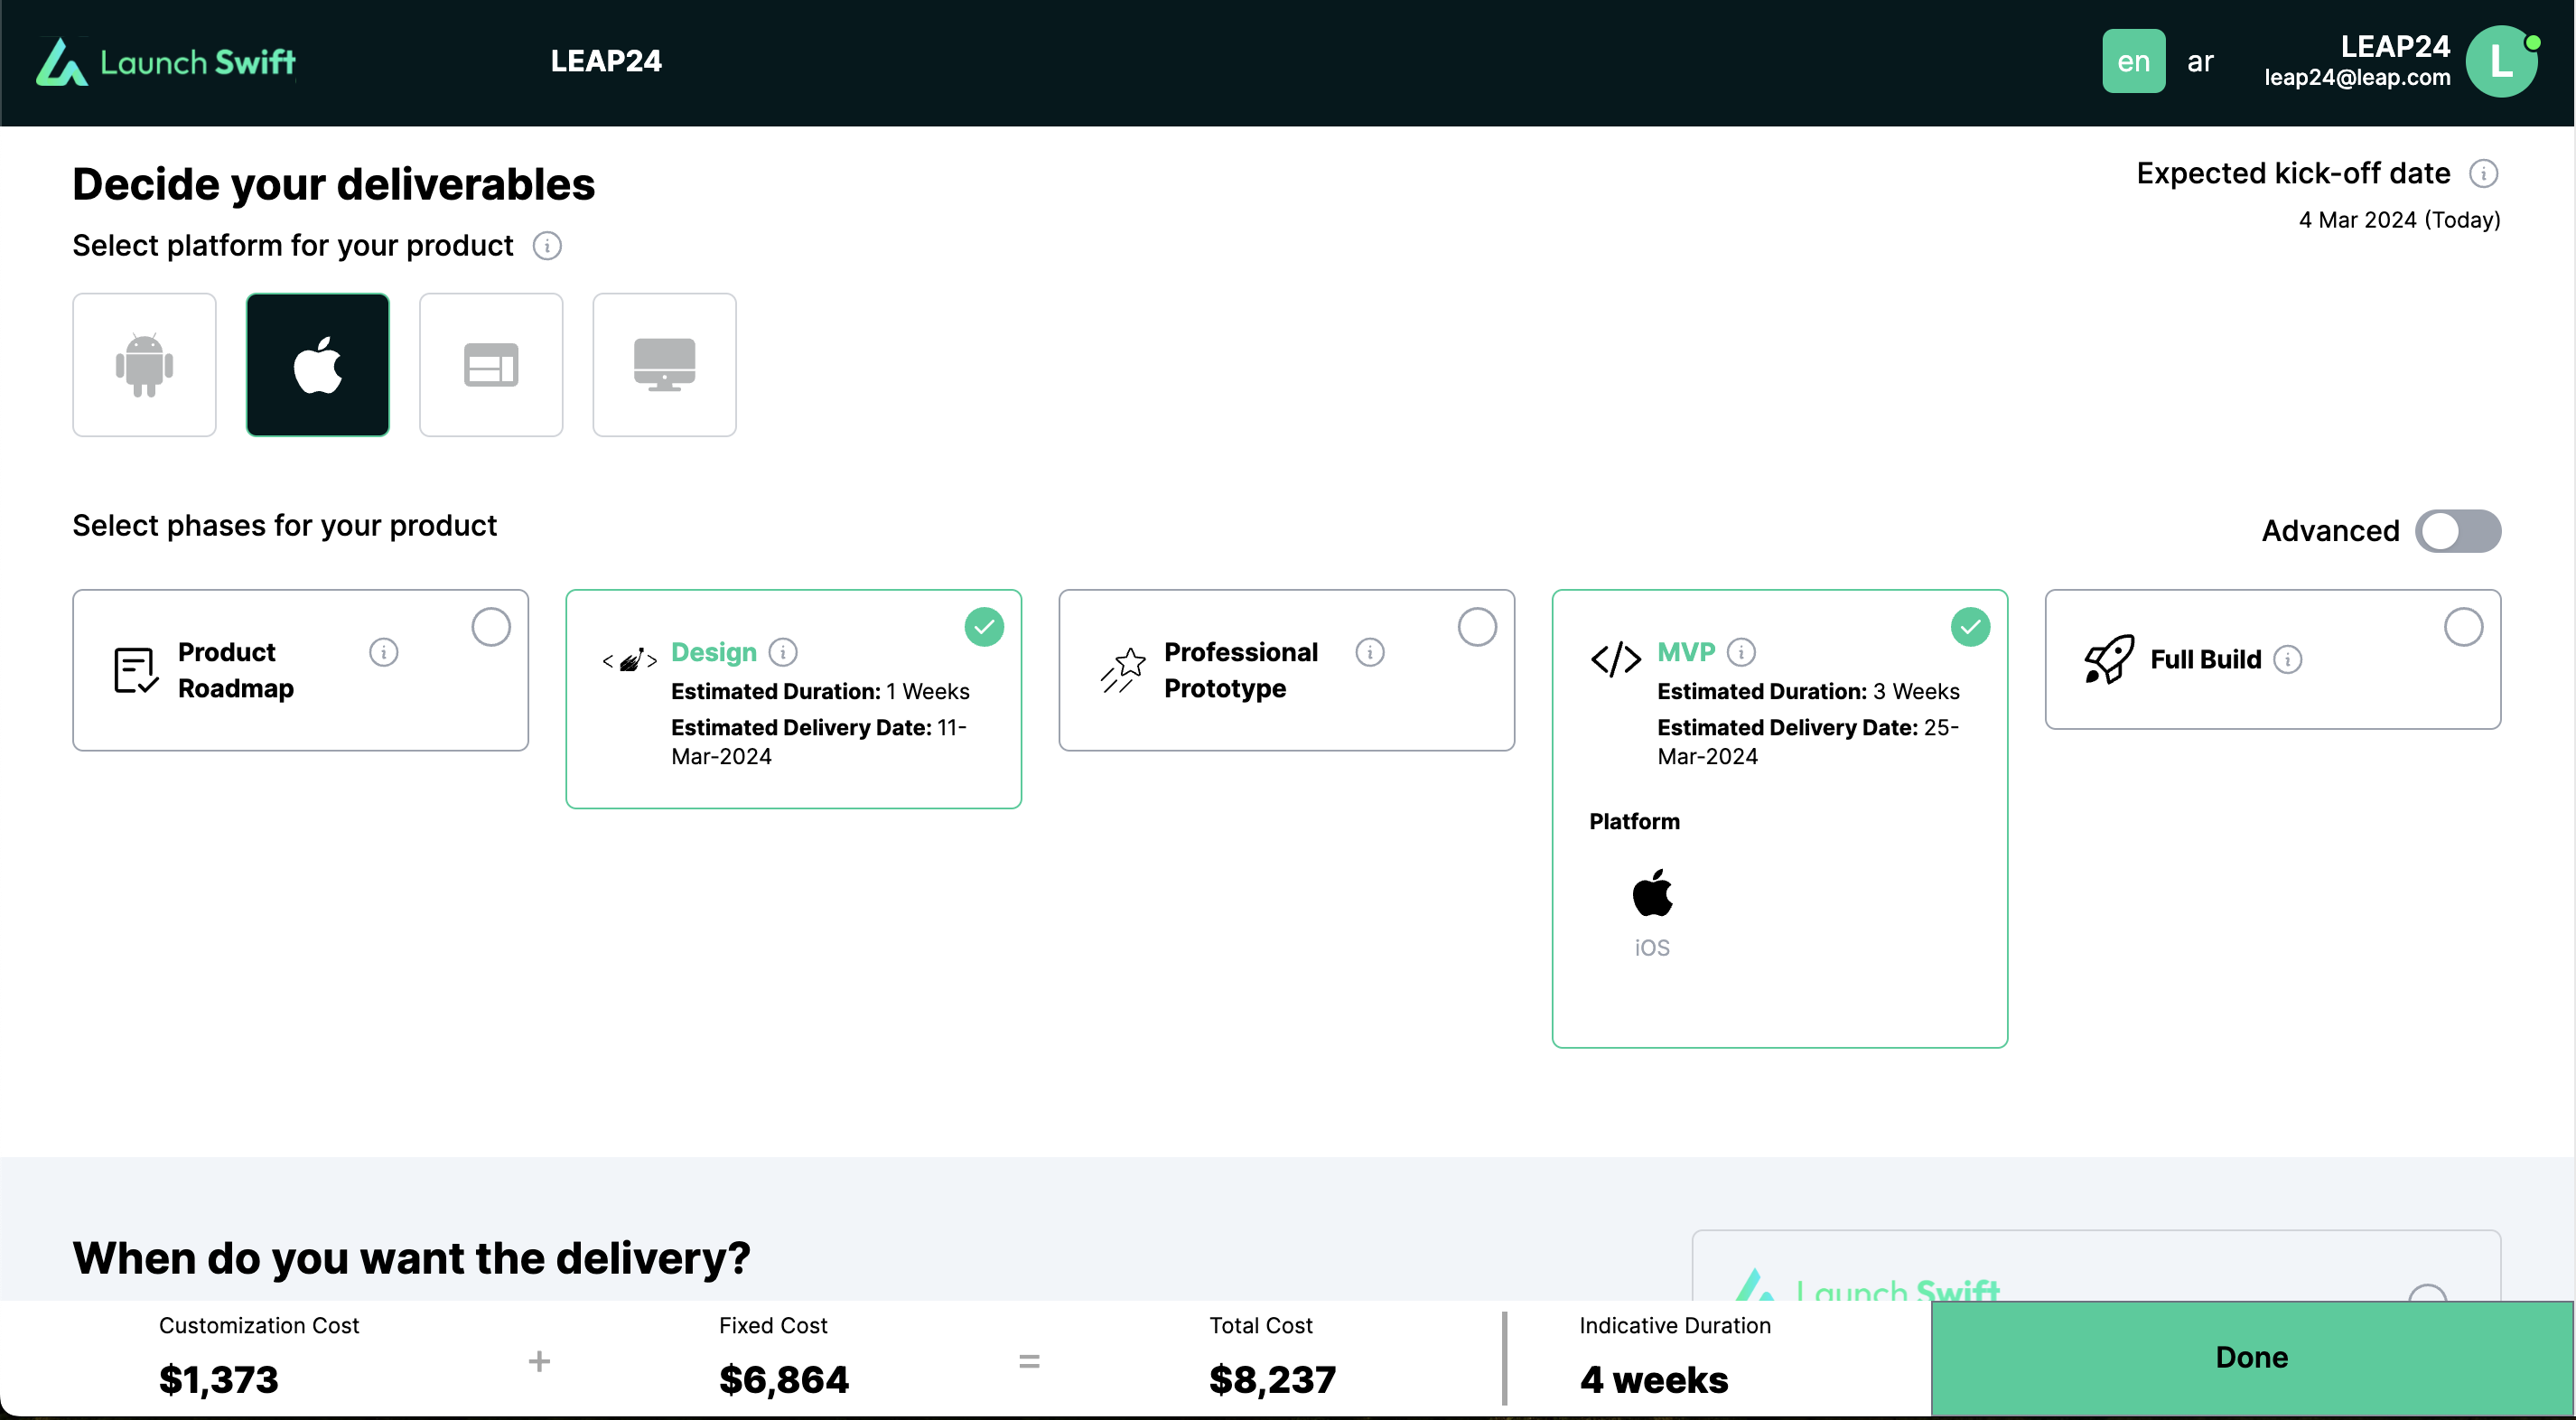 Launch Swift
LEAP24
en ar
LEAP24
leap24@leap.com
L
Decide your deliverables
Expected kick-off date
4 Mar 2024 (Today)
Select platform for your product
Select phases for your product
Advanced
Product
Roadmap
Design
Estimated Duration: 1 Weeks
Estimated Delivery Date: 11-
Mar-2024
Professional
Prototype
MVP
Estimated Duration: 3 Weeks
Estimated Delivery Date: 25-
Mar-2024
Platform
iOS
Full Build
When do you want the delivery?
Launch Swift
Customization Cost
$1,373
+
Fixed Cost
$6,864
=
Total Cost
$8,237
Indicative Duration
4 weeks
Done